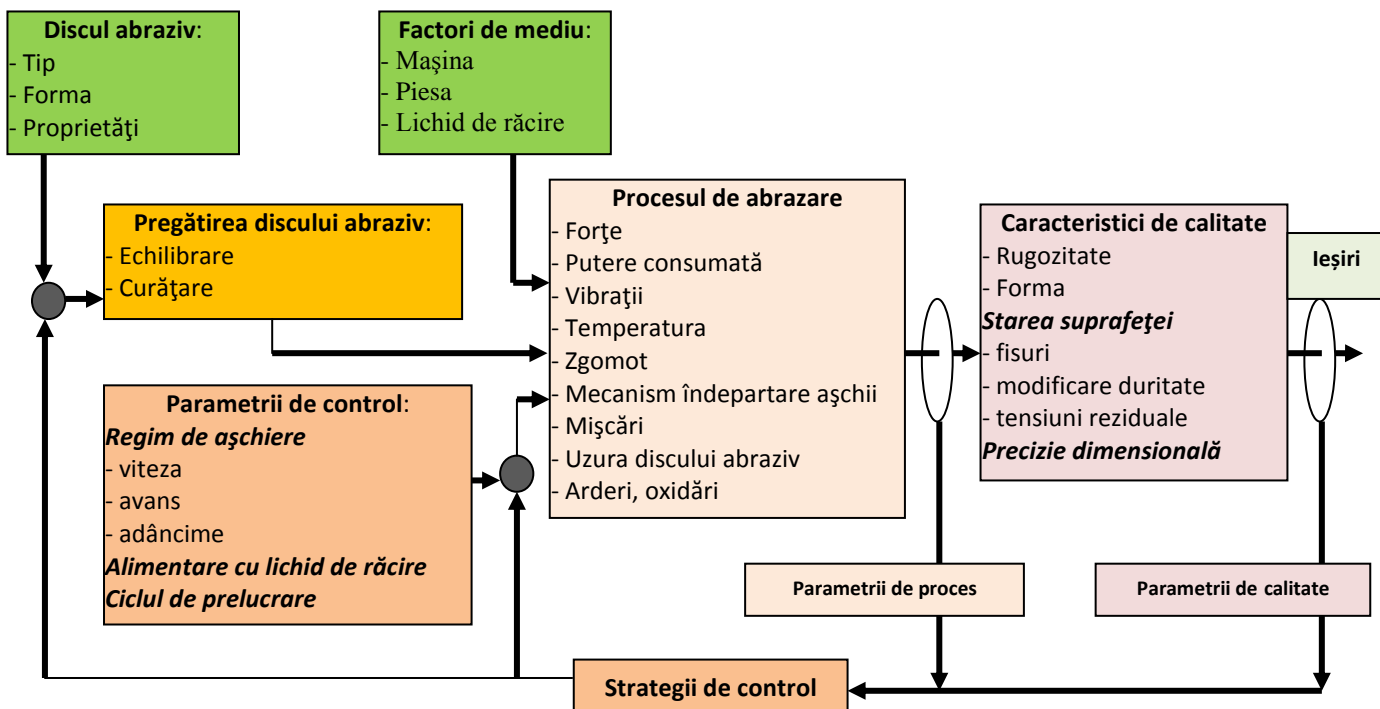 Discul abraziv:
- Tip
- Forma
- Proprietăţi
Factori de mediu:
- Maşina
- Piesa
- Lichid de răcire
Pregătirea discului abraziv:
- Echilibrare
- Curăţare
Parametrii de control:
Regim de aşchiere
- viteza
- avans
- adâncime
Alimentare cu lichid de răcire
Ciclul de prelucrare
Procesul de abrazare
- Forţe
- Putere consumată
- Vibraţii
- Temperatura
- Zgomot
- Mecanism îndepartare aşchii
- Mişcări
- Uzura discului abraziv
- Arderi, oxidări
Caracteristici de calitate
- Rugozitate
- Forma
Starea suprafeţei
- fisuri
- modificare duritate
- tensiuni reziduale
Precizie dimensională
Ieșiri
Parametrii de proces
Parametrii de calitate
Strategii de control